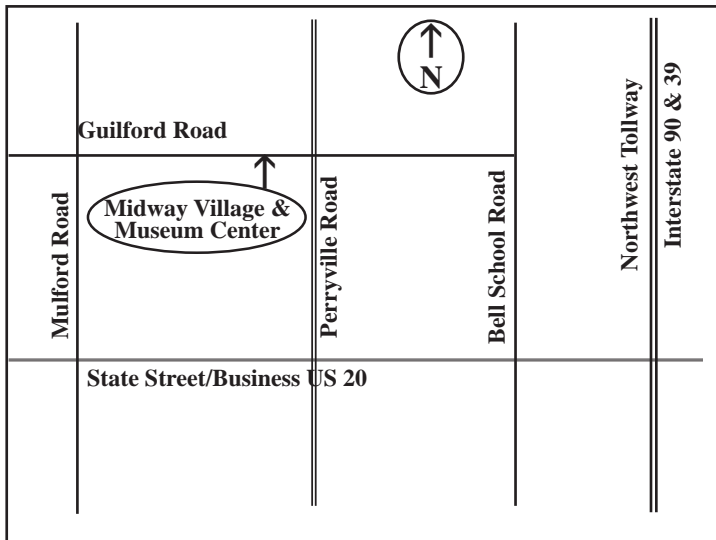 N
Guilford Road
Midway Village &
Museum Center
Mulford Road
Perryville Road
Bell School Road
Northwest Tollway
Interstate 90 & 39
State Street/Business US 20